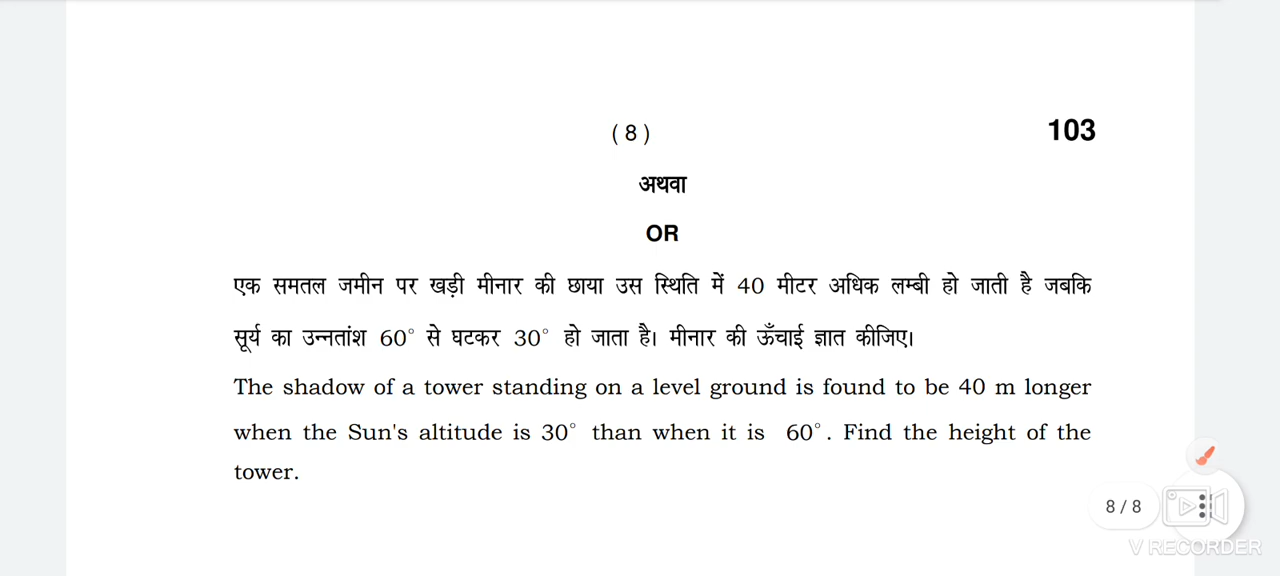 ( 8 )
103
अथवा
OR
एक समतल जमीन पर खड़ी मीनार की छाया उस स्थिति में 40 मीटर अधिक लम्बी हो जाती है जबकि
सूर्य का उन्नतांश 60° से घटकर 30° हो जाता है। मीनार की ऊँचाई ज्ञात कीजिए।
The shadow of a tower standing on a level ground is found to be 40 m longer
when the Sun's altitude is 30° than when it is 60°. Find the height of the
tower.
8 / 8
V RECORDER